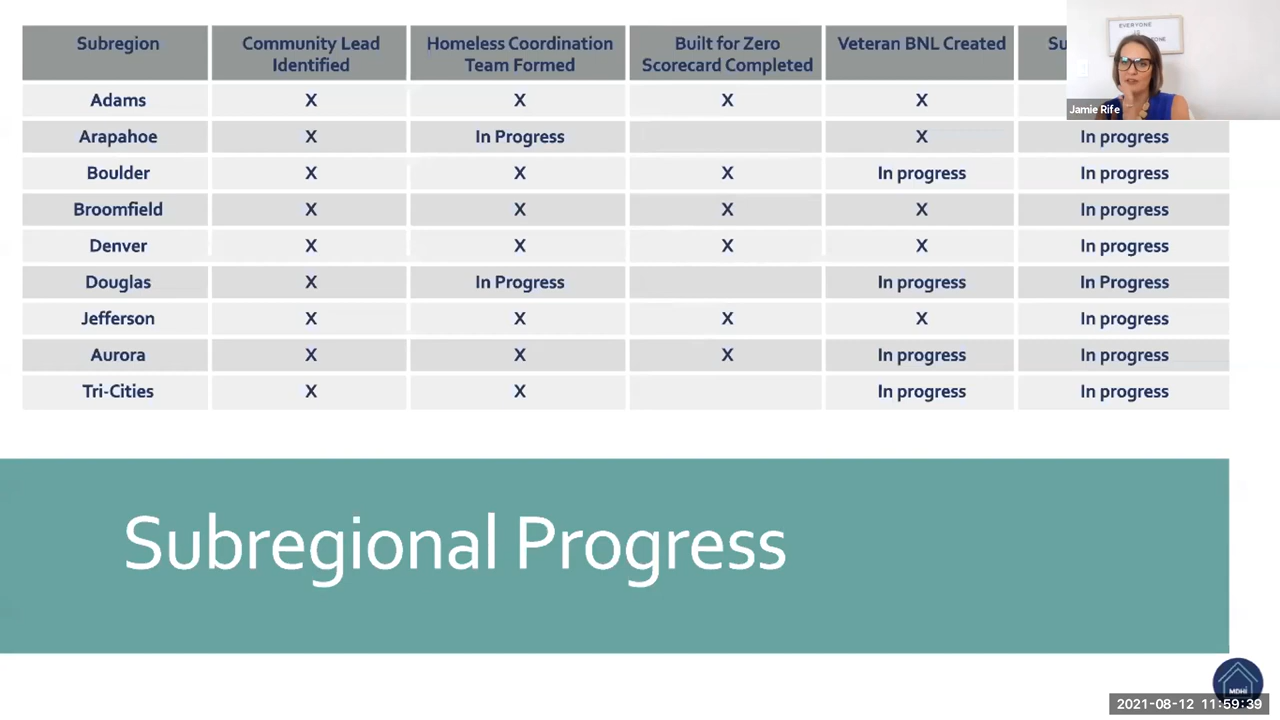 Subregion
Community Lead
Identified
Homeless Coordination
Team Formed
Built for Zero
Scorecard Completed
Veteran BNL Created
EVERYONE
Jamie Rife
Adams X X X X
Arapahoe X In Progress X In progress
Boulder X X X In progress In progress
Broomfield X X X X In progress
Denver X X X X In progress
Douglas X In Progress In progress In Progress
Jefferson X X X X In progress
Aurora X X X In progress In progress
Tri-Cities X X In progress In progress
Subregional Progress
MDHI
2021-08-12 11:59:39